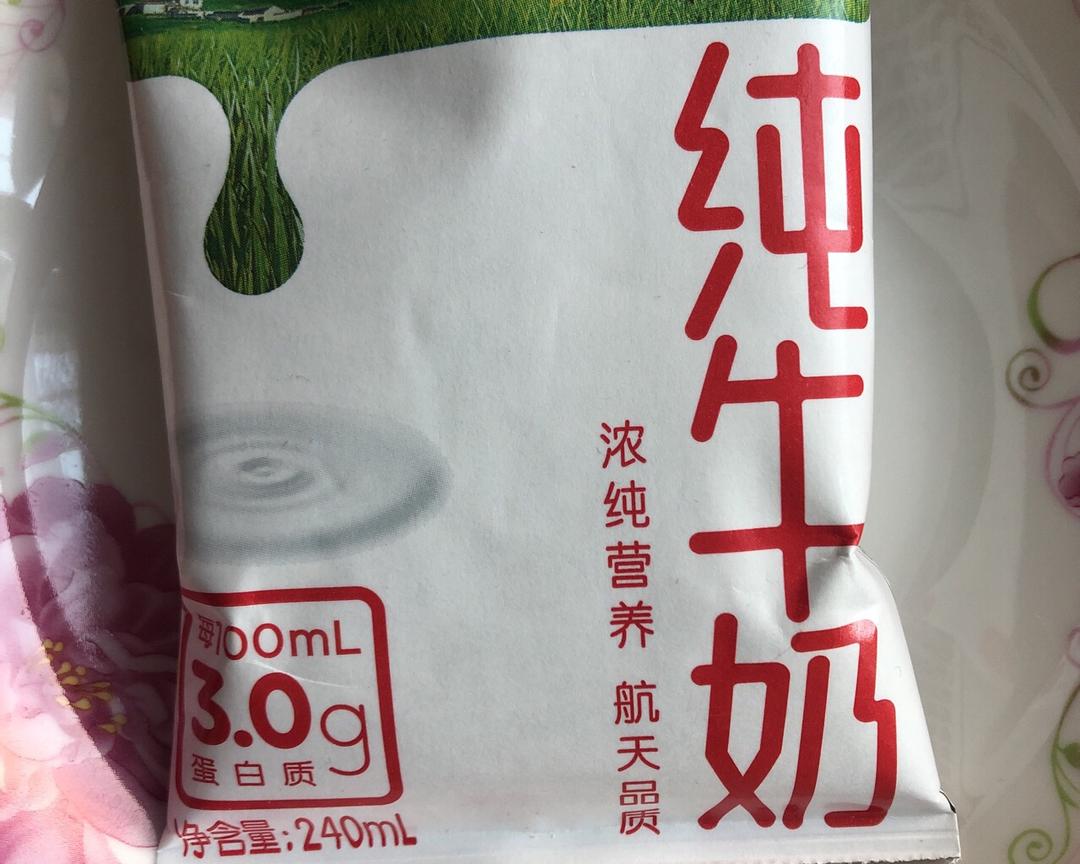 纯牛奶
浓纯营养 航天品质
每100mL
3.0g
蛋白质
净含量:240mL